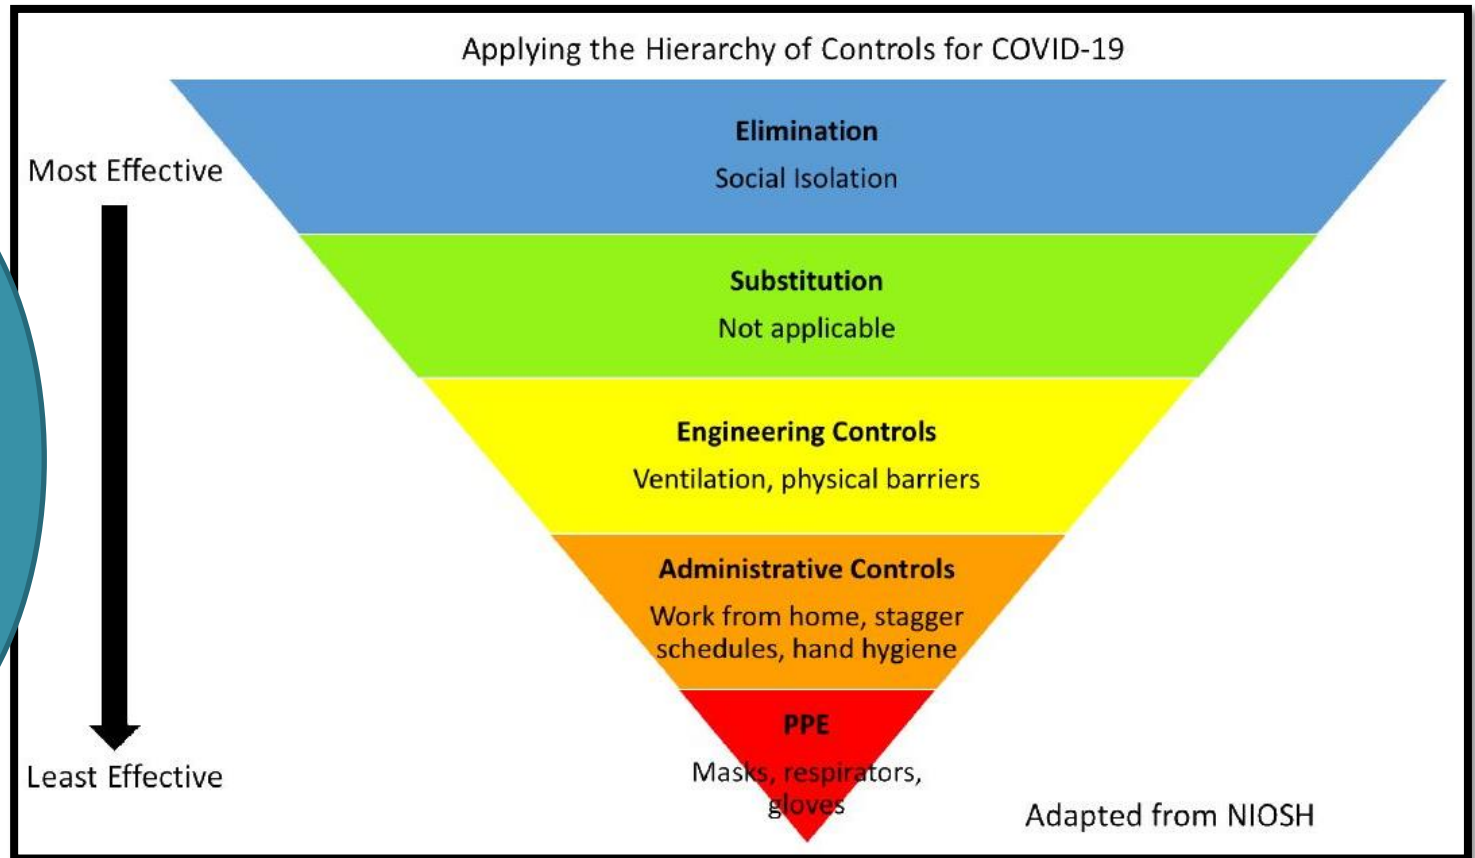 Applying the Hierarchy of Controls for COVID-19
Most Effective
Elimination
Social Isolation
Substitution
Not applicable
Engineering Controls
Ventilation, physical barriers
Administrative Controls
Work from home, stagger
schedules, hand hygiene
PPE
Masks, respirators,
gloves
Least Effective
Adapted from NIOSH